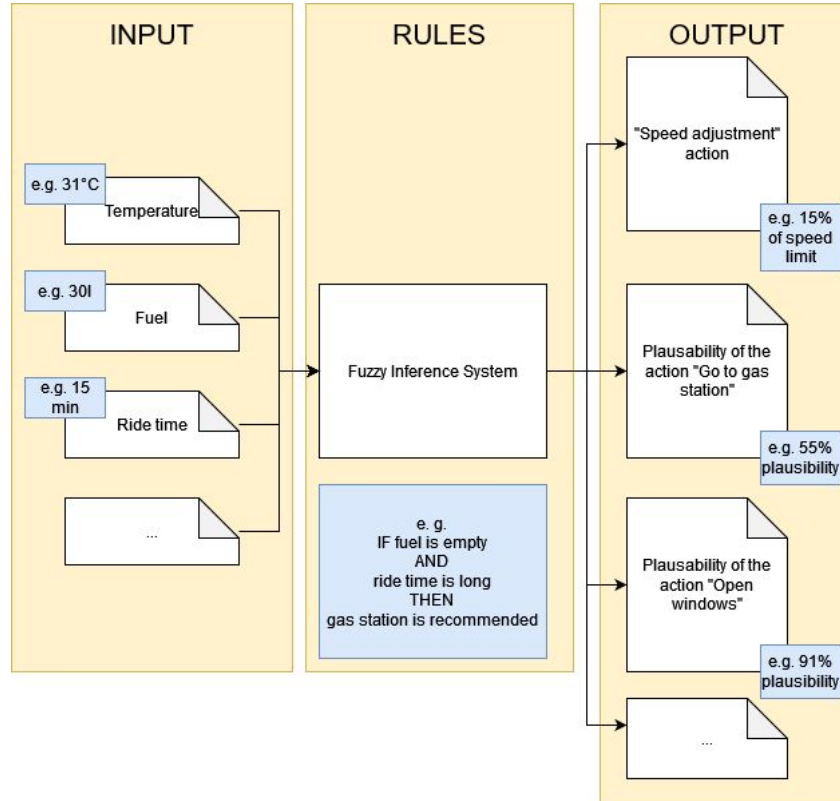 INPUT
e.g. 31°C
Temperature
e.g. 30l
Fuel
e.g. 15
min
Ride time
...
RULES
Fuzzy Inference System
e. g.
IF fuel is empty
AND
ride time is long
THEN
gas station is recommended
OUTPUT
"Speed adjustment"
action
e.g. 15%
of speed
limit
Plausability of the
action "Go to gas
station"
e.g. 55%
plausibility
Plausability of the
action "Open
windows"
e.g. 91%
plausibility
...